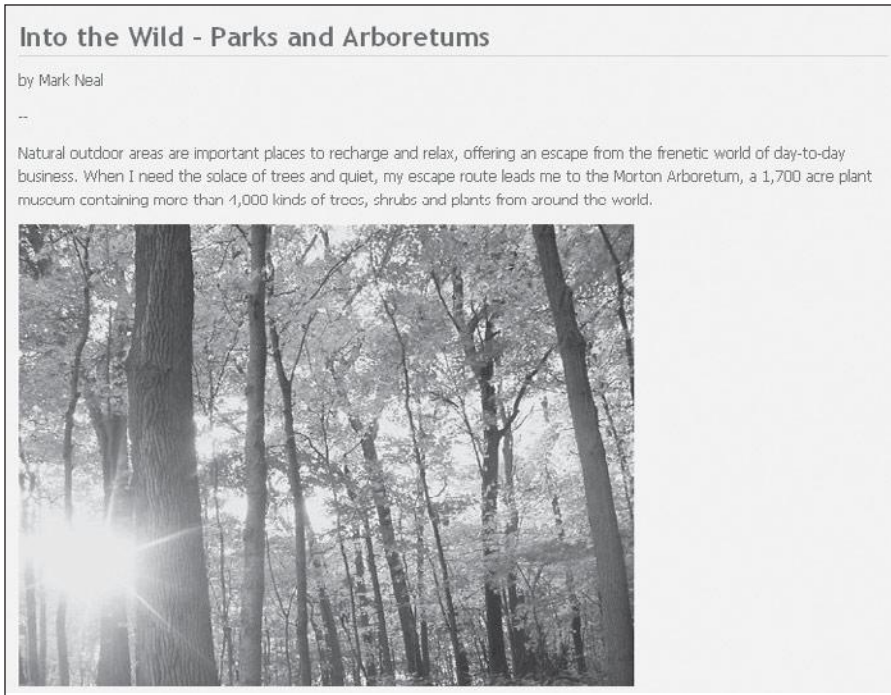 Into the Wild - Parks and Arboretums
by Mark Neal
--
Natural outdoor areas are important places to recharge and relax, offering an escape from the frenetic world of day-to-day
business. When I need the solace of trees and quiet, my escape route leads me to the Morton Arboretum, a 1,700 acre plant
museum containing more than 4,000 kinds of trees, shrubs and plants from around the world.